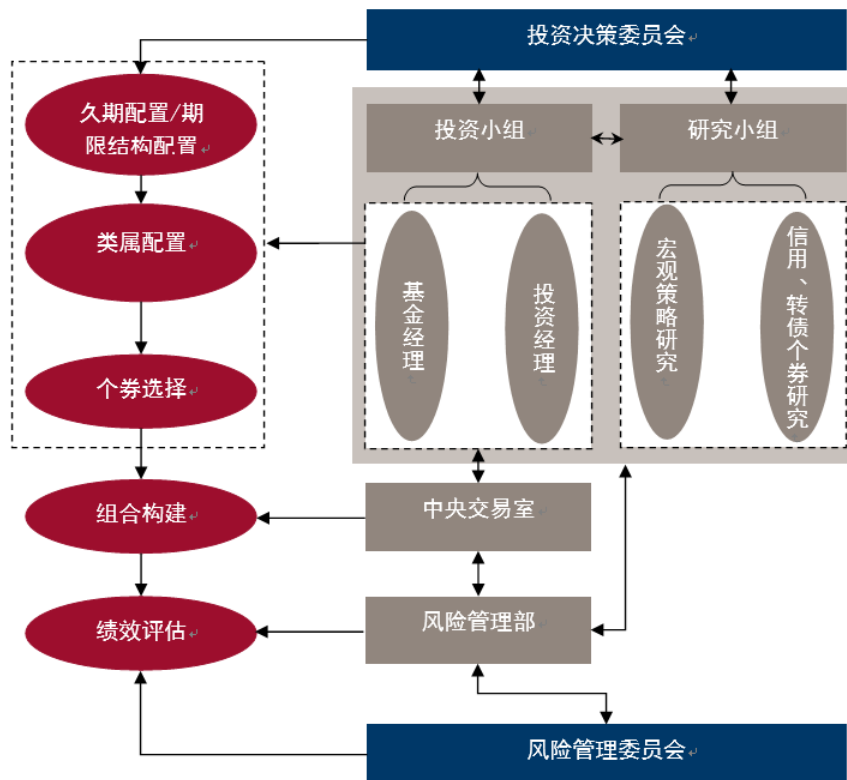 投资决策委员会
久期配置/期
限结构配置
投资小组
研究小组
类属配置
基金经理
投资经理
宏观策略研究
信用、转债个券研究
个券选择
组合构建
中央交易室
绩效评估
风险管理部
风险管理委员会